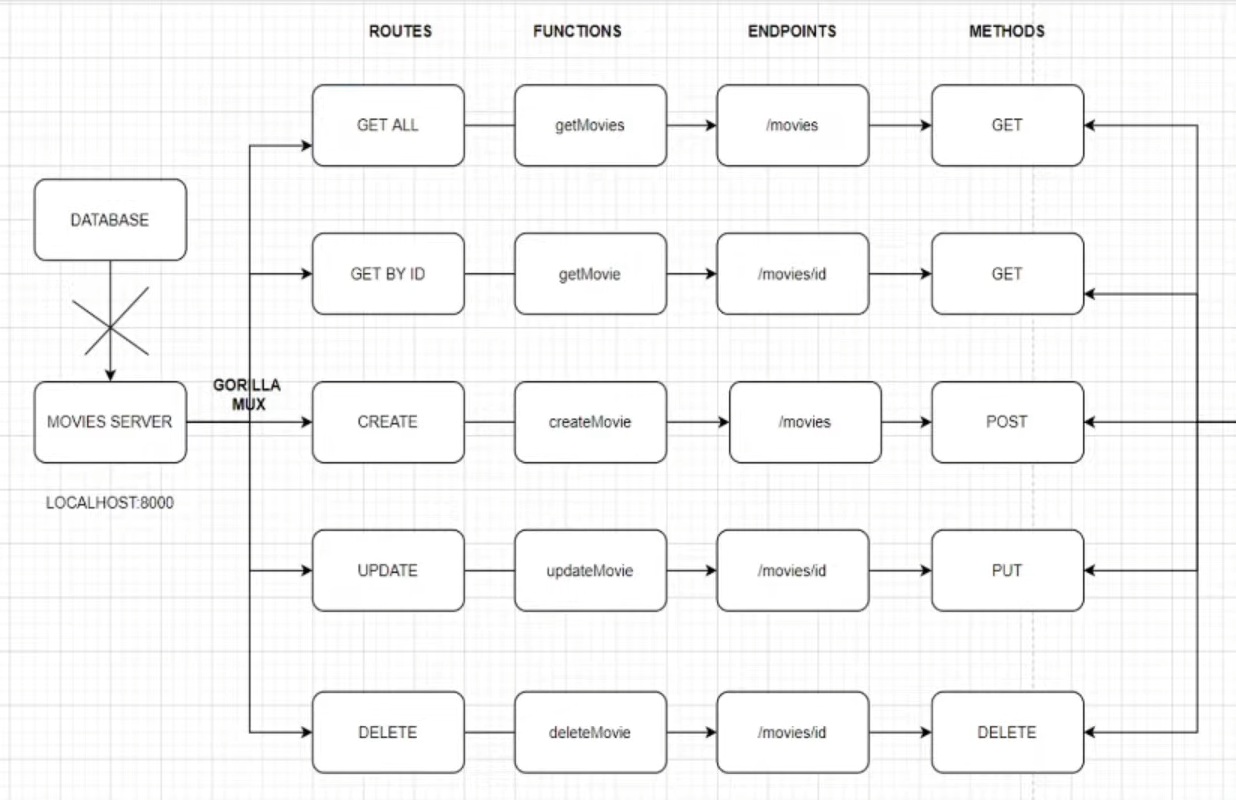 ROUTES FUNCTIONS ENDPOINTS METHODS
GET ALL getMovies /movies GET
DATABASE
GET BY ID getMovie /movies/id GET
GORILLA
MUX
MOVIES SERVER CREATE createMovie /movies POST
LOCALHOST:8000
UPDATE updateMovie /movies/id PUT
DELETE deleteMovie /movies/id DELETE